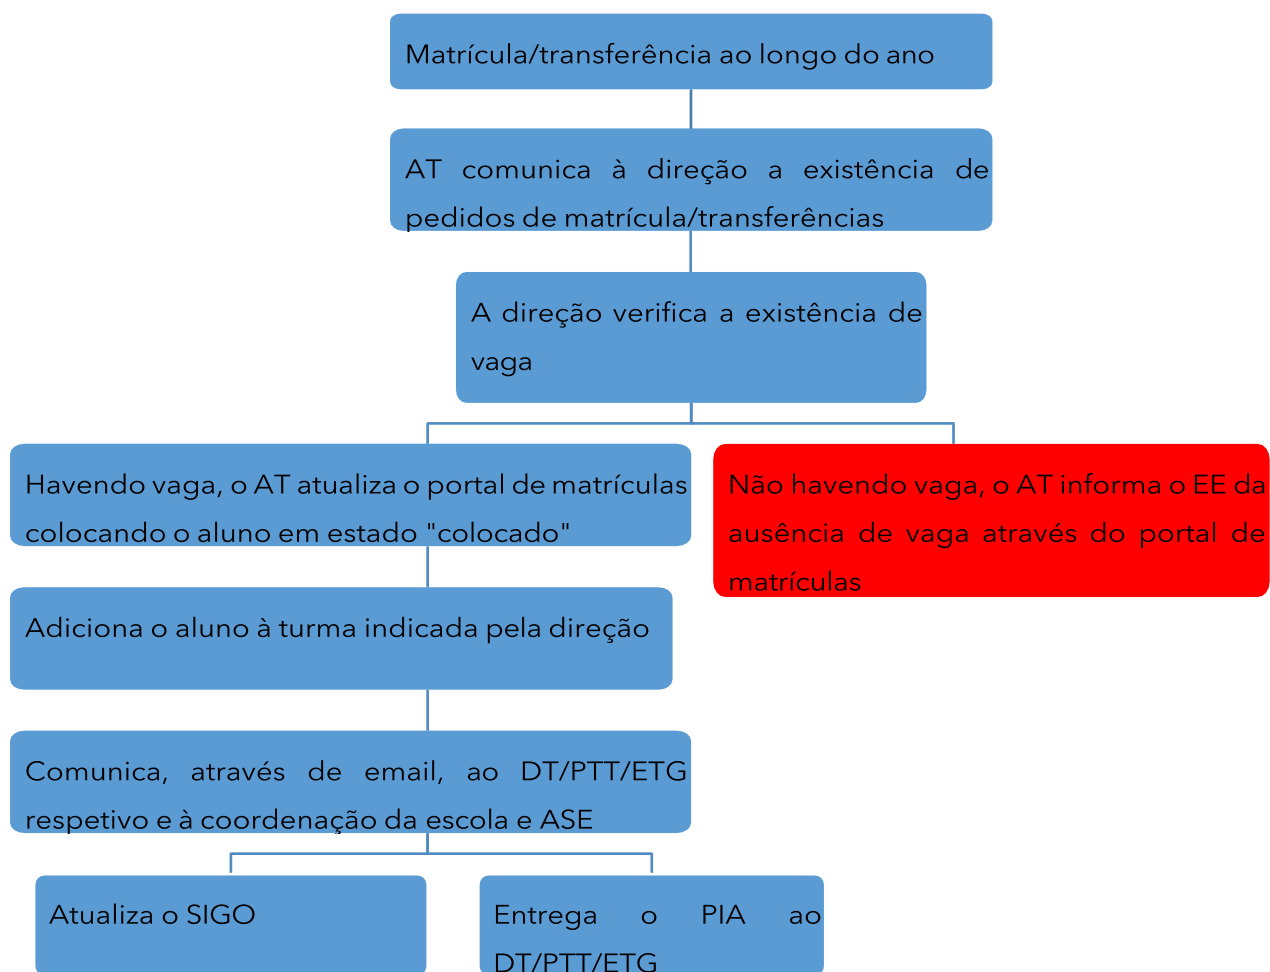 Matrícula/transferência ao longo do ano
AT comunica à direção a existência de
pedidos de matrícula/transferências
A direção verifica a existência de
vaga
Havendo vaga, o AT atualiza o portal de matrículas
colocando o aluno em estado "colocado"
Não havendo vaga, o AT informa o EE da
ausência de vaga através do portal de
matrículas
Adiciona o aluno à turma indicada pela direção
Comunica, através de email, ao DT/PTT/ETG
respetivo e à coordenação da escola e ASE
Atualiza o SIGO
Entrega o PIA ao
DT/PTT/ETG